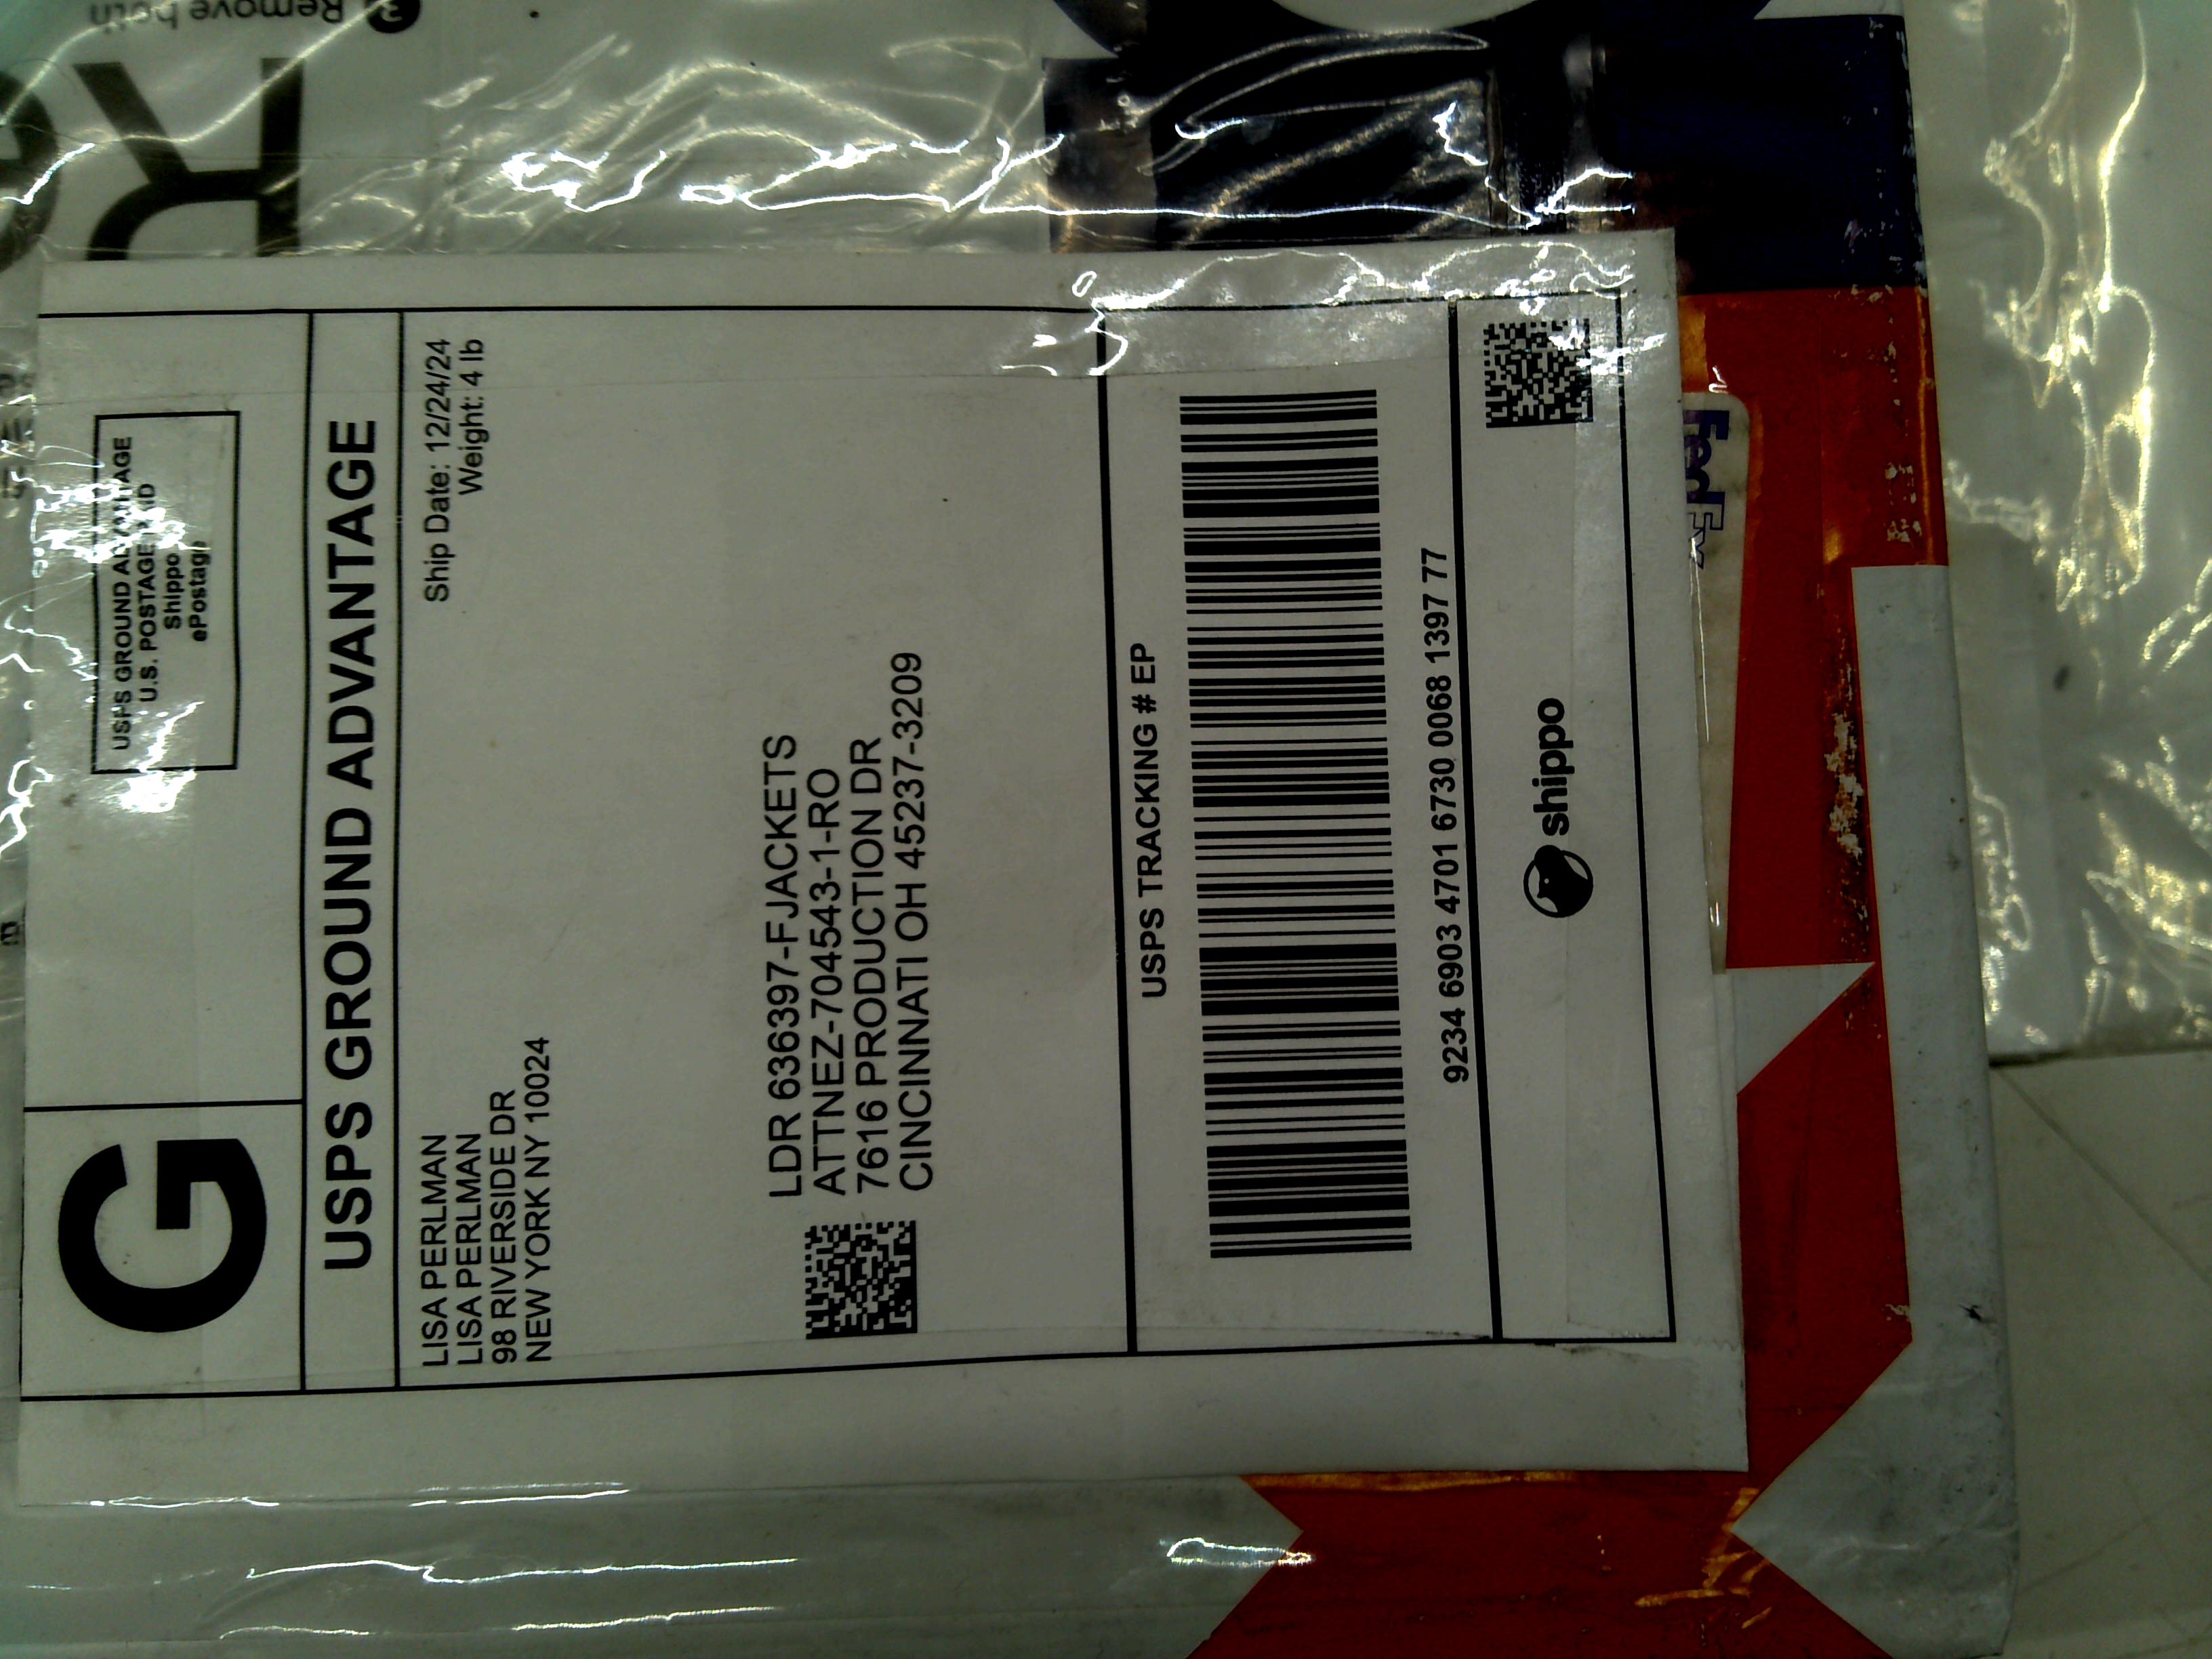 G
USPS GROUND ADVANTAGE
U.S. POSTAGE
Shippo
ePostage
USPS GROUND ADVANTAGE
LISA PERLMAN
LISA PERLMAN
98 RIVERSIDE DR
NEW YORK NY 10024
Ship Date: 12/24/24
Weight: 4 lb
LDR 636397-FJACKETS
ATTNEZ-704543-1-RO
7616 PRODUCTION DR
CINCINNATI OH 45237-3209
USPS TRACKING # EP
9234 6903 4701 6730 0068 1397 77
shippo
FedEx
Remove both